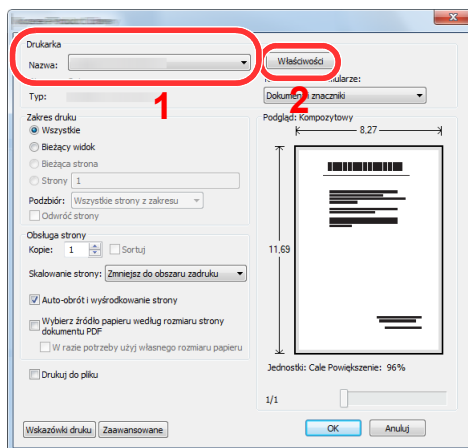 Drukarka
Nazwa:
Właściwości
Typ:
1
2
Dokument i znaczniki
Zakres druku
Wszystkie
Bieżący widok
Bieżąca strona
Strony 1
Podzbiór: Wszystkie strony z zakresu
Odwróć strony
Obsługa strony
Kopie: 1 Sortuj
Skalowanie strony: Zmniejsz do obszaru zadruku
Auto-obrót i wyśrodkowanie strony
Wybierz źródło papieru według rozmiaru strony
dokumentu PDF
W razie potrzeby użyj własnego rozmiaru papieru
Drukuj do pliku
Wskazówki druku Zaawansowane
Podgląd: Kompozytowy
8,27
11,69
Jednostki: Cale Powiększenie: 96%
1/1
OK Anuluj